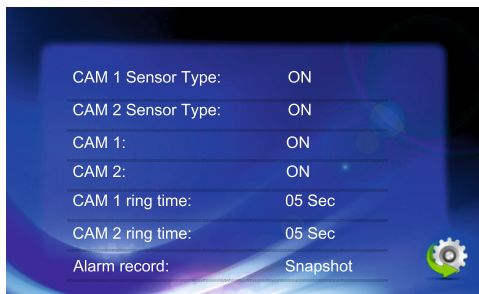 CAM 1 Sensor Type: ON
CAM 2 Sensor Type: ON
CAM 1: ON
CAM 2: ON
CAM 1 ring time: 05 Sec
CAM 2 ring time: 05 Sec
Alarm record: Snapshot